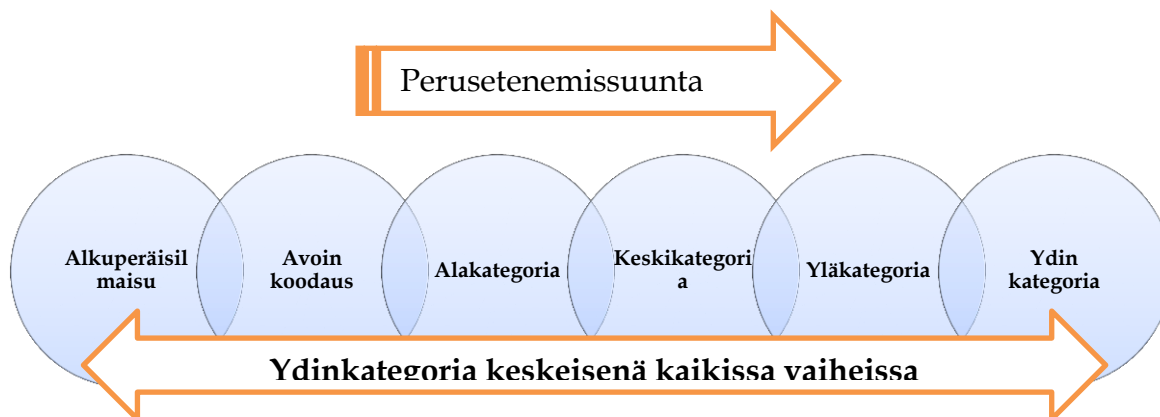 Perusetenemissuunta
Alkuperäisil
maisu
Avoin
koodaus
Alakategoria
Keskikategori
a
Yläkategoria
Ydin
kategoria
Ydinkategoria keskeisenä kaikissa vaiheissa